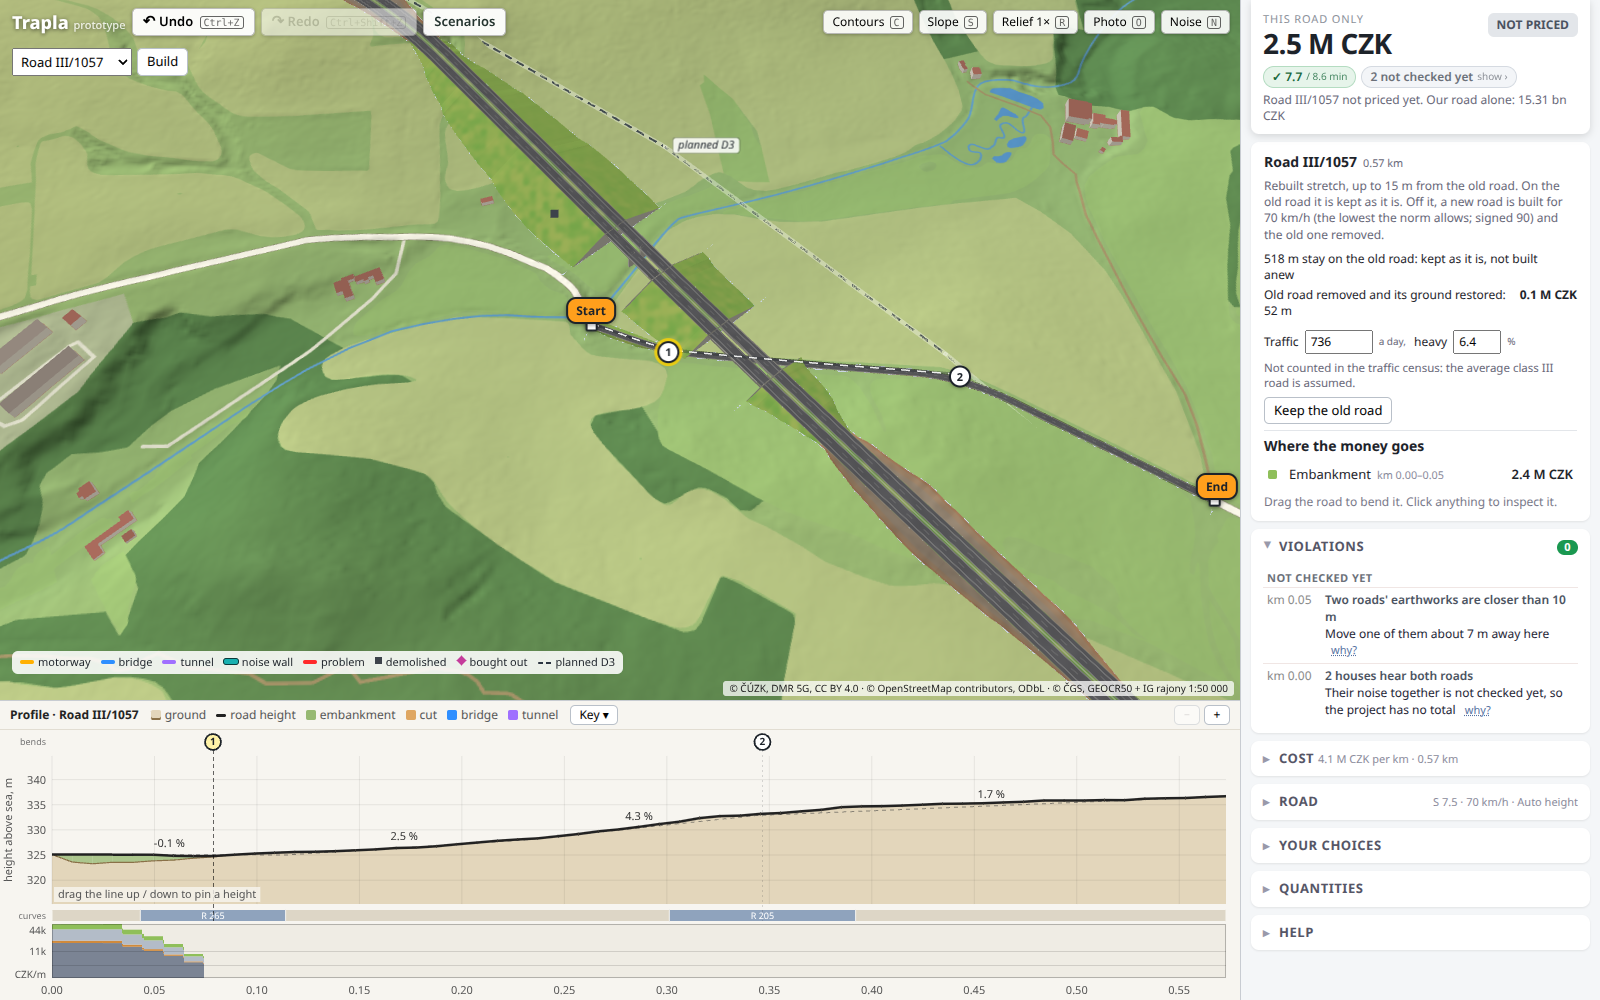 Trapla prototype
↶ Undo Ctrl+Z
↷ Redo Ctrl+Shift+Z
Scenarios
Contours C
Slope S
Relief 1× R
Photo O
Noise N
Road III/1057
Build
planned D3
Start
1
2
End
motorway
bridge
tunnel
noise wall
problem
demolished
bought out
planned D3
© ČÚZK, DMR 5G, CC BY 4.0 · © OpenStreetMap contributors, ODbL · © ČGS, GEOCR50 + IG rajony 1:50 000
Profile · Road III/1057
ground
road height
embankment
cut
bridge
tunnel
Key ▾
−
+
bends
1
2
height above sea, m
340
335
330
325
320
-0.1 %
2.5 %
4.3 %
1.7 %
drag the line up / down to pin a height
curves
R 265
R 205
44k
11k
CZK/m
0.00
0.05
0.10
0.15
0.20
0.25
0.30
0.35
0.40
0.45
0.50
0.55
THIS ROAD ONLY
NOT PRICED
2.5 M CZK
✓ 7.7 / 8.6 min
2 not checked yet show ›
Road III/1057 not priced yet. Our road alone: 15.31 bn
CZK
Road III/1057 0.57 km
Rebuilt stretch, up to 15 m from the old road. On the
old road it is kept as it is. Off it, a new road is built for
70 km/h (the lowest the norm allows; signed 90) and
the old one removed.
518 m stay on the old road: kept as it is, not built
anew
Old road removed and its ground restored: 0.1 M CZK
52 m
Traffic 736 a day, heavy 6.4 %
Not counted in the traffic census: the average class III
road is assumed.
Keep the old road
Where the money goes
Embankment km 0.00–0.05 2.4 M CZK
Drag the road to bend it. Click anything to inspect it.
▼ VIOLATIONS 0
NOT CHECKED YET
km 0.05 Two roads' earthworks are closer than 10
m
Move one of them about 7 m away here
why?
km 0.00 2 houses hear both roads
Their noise together is not checked yet, so
the project has no total why?
▶ COST 4.1 M CZK per km · 0.57 km
▶ ROAD S 7.5 · 70 km/h · Auto height
▶ YOUR CHOICES
▶ QUANTITIES
▶ HELP